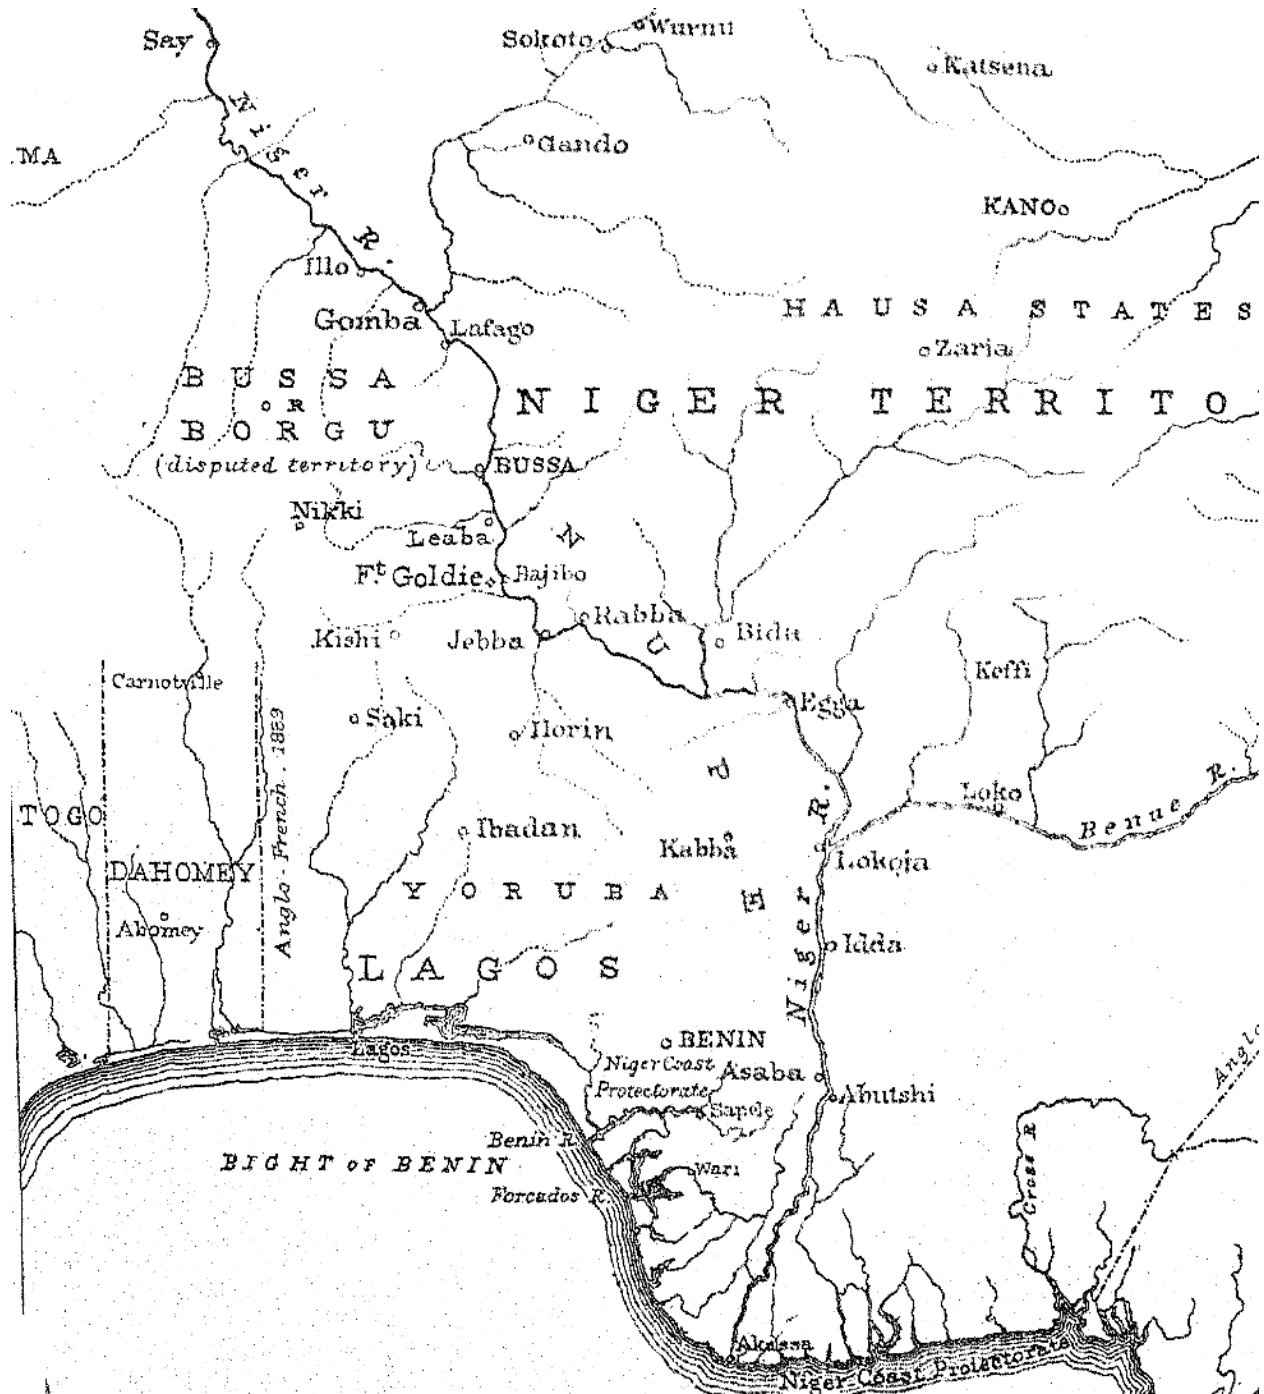 Say
Sokoto
Wurnu
Katsena
Niger R.
MA
Gando
KANO
Illo
Gomba
Lafago
HAUSA STATES
Zaria
BUSSA
OR
BORGU
(disputed territory)
NIGER TERRITO
BUSSA
Nikki
Leaba
Ft Goldie
Bajibo
Rabba
Kishi
Jebba
Bida
NUPE
Keffi
Carnotville
Saki
Ilorin
Egga
Anglo-French, 1889
TOGO
Loko
Benue R.
Ibadan
Kabba
Lokoja
DAHOMEY
YORUBA
Abomey
Niger R.
Idda
LAGOS
Lagos
BENIN
Niger Coast
Protectorate
Asaba
Abutshi
Sapele
Anglo
Benin R.
BIGHT OF BENIN
Wari
Forcados R.
Cross R
Akassa
Niger Coast Protectorate